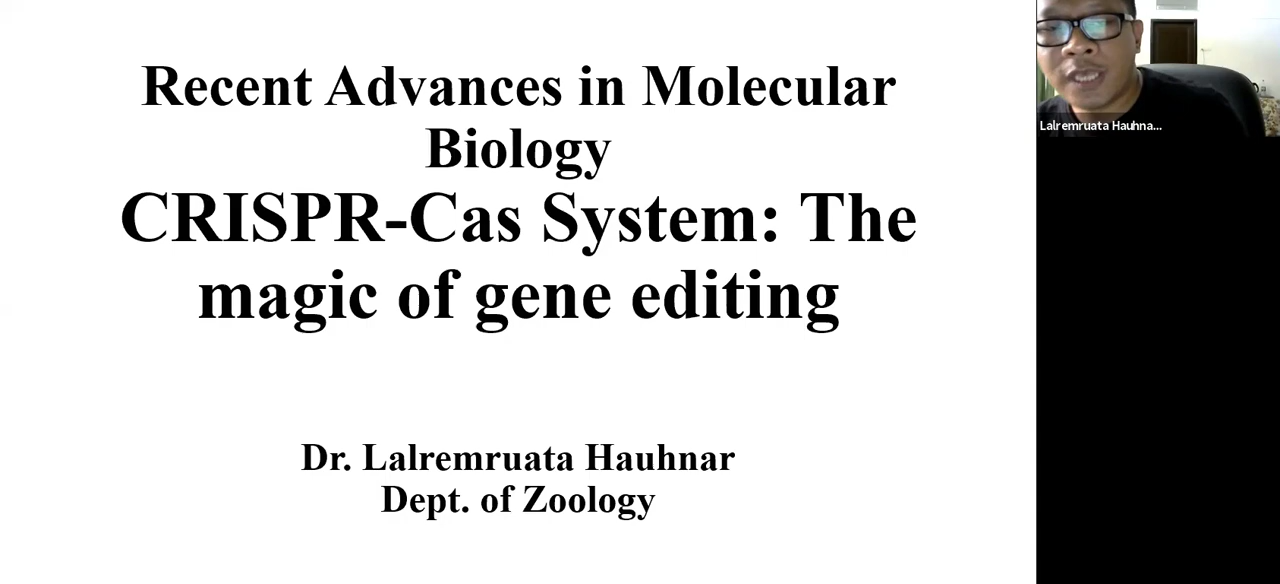 Recent Advances in Molecular
Biology
CRISPR-Cas System: The
magic of gene editing
Dr. Lalremruata Hauhnar
Dept. of Zoology
Lalremruata Hauhna...